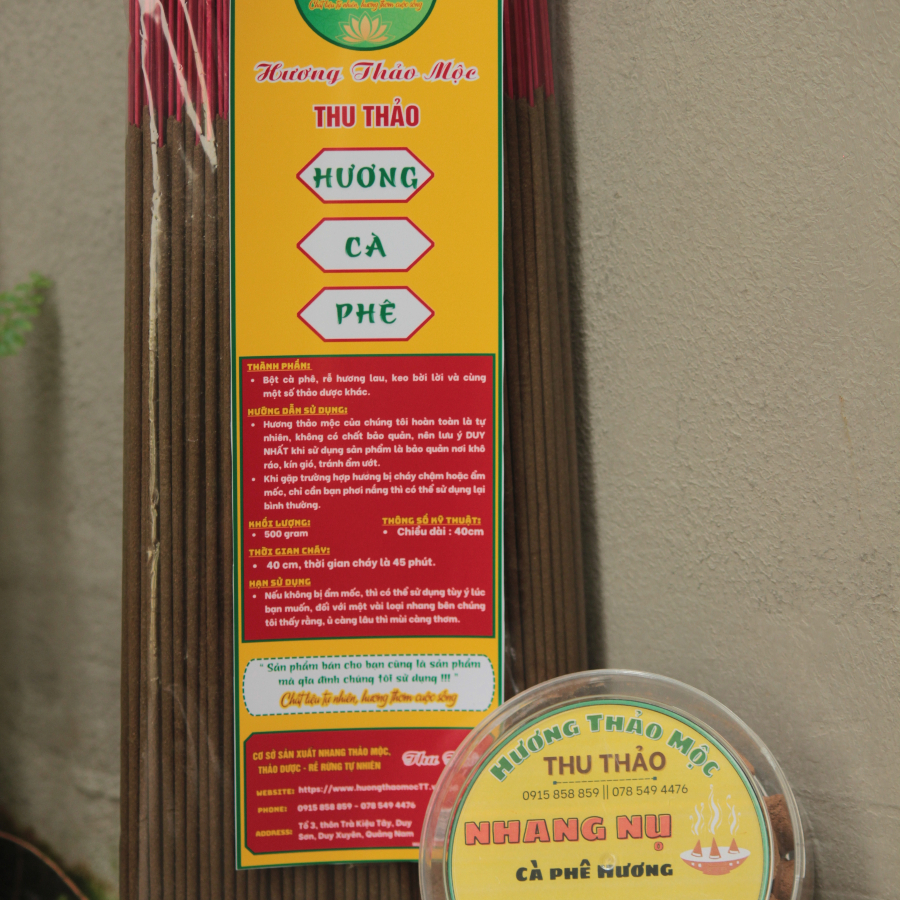 Chất liệu tự nhiên, hương thơm cuộc sống
Hương Thảo Mộc
THU THẢO
HƯƠNG
CÀ
PHÊ
THÀNH PHẦN:
• Bột cà phê, rễ hương lau, keo bời lời và cùng
một số thảo dược khác.
HƯỚNG DẪN SỬ DỤNG:
• Hương thảo mộc của chúng tôi hoàn toàn là tự
nhiên, không có chất bảo quản, nên lưu ý DUY
NHẤT khi sử dụng sản phẩm là bảo quản nơi khô
ráo, kín gió, tránh ẩm ướt.
• Khi gặp trường hợp hương bị cháy chậm hoặc ẩm
mốc, chỉ cần bạn phơi nắng thì có thể sử dụng lại
bình thường.
KHỐI LƯỢNG:
• 500 gram
THÔNG SỐ KỸ THUẬT:
• Chiều dài : 40cm
THỜI GIAN CHÁY:
• 40 cm, thời gian cháy là 45 phút.
HẠN SỬ DỤNG
• Nếu không bị ẩm mốc, thì có thể sử dụng tùy ý lúc
bạn muốn, đối với một vài loại nhang bên chúng
tôi thấy rằng, ủ càng lâu thì mùi càng thơm.
" Sản phẩm bán cho bạn cũng là sản phẩm
mà gia đình chúng tôi sử dụng !!! "
Chất liệu tự nhiên, hương thơm cuộc sống
CƠ SỞ SẢN XUẤT NHANG THẢO MỘC,
THẢO DƯỢC - RỄ RỪNG TỰ NHIÊN
Thu
WEBSITE: https://www.huongthaomocTT.v
PHONE: 0915 858 859 - 078 549 4476
ADDRESS: Tổ 3, thôn Trà Kiệu Tây, Duy
Sơn, Duy Xuyên, Quảng Nam
HƯƠNG THẢO MỘC
THU THẢO
0915 858 859 || 078 549 4476
NHANG NỤ
CÀ PHÊ HƯƠNG